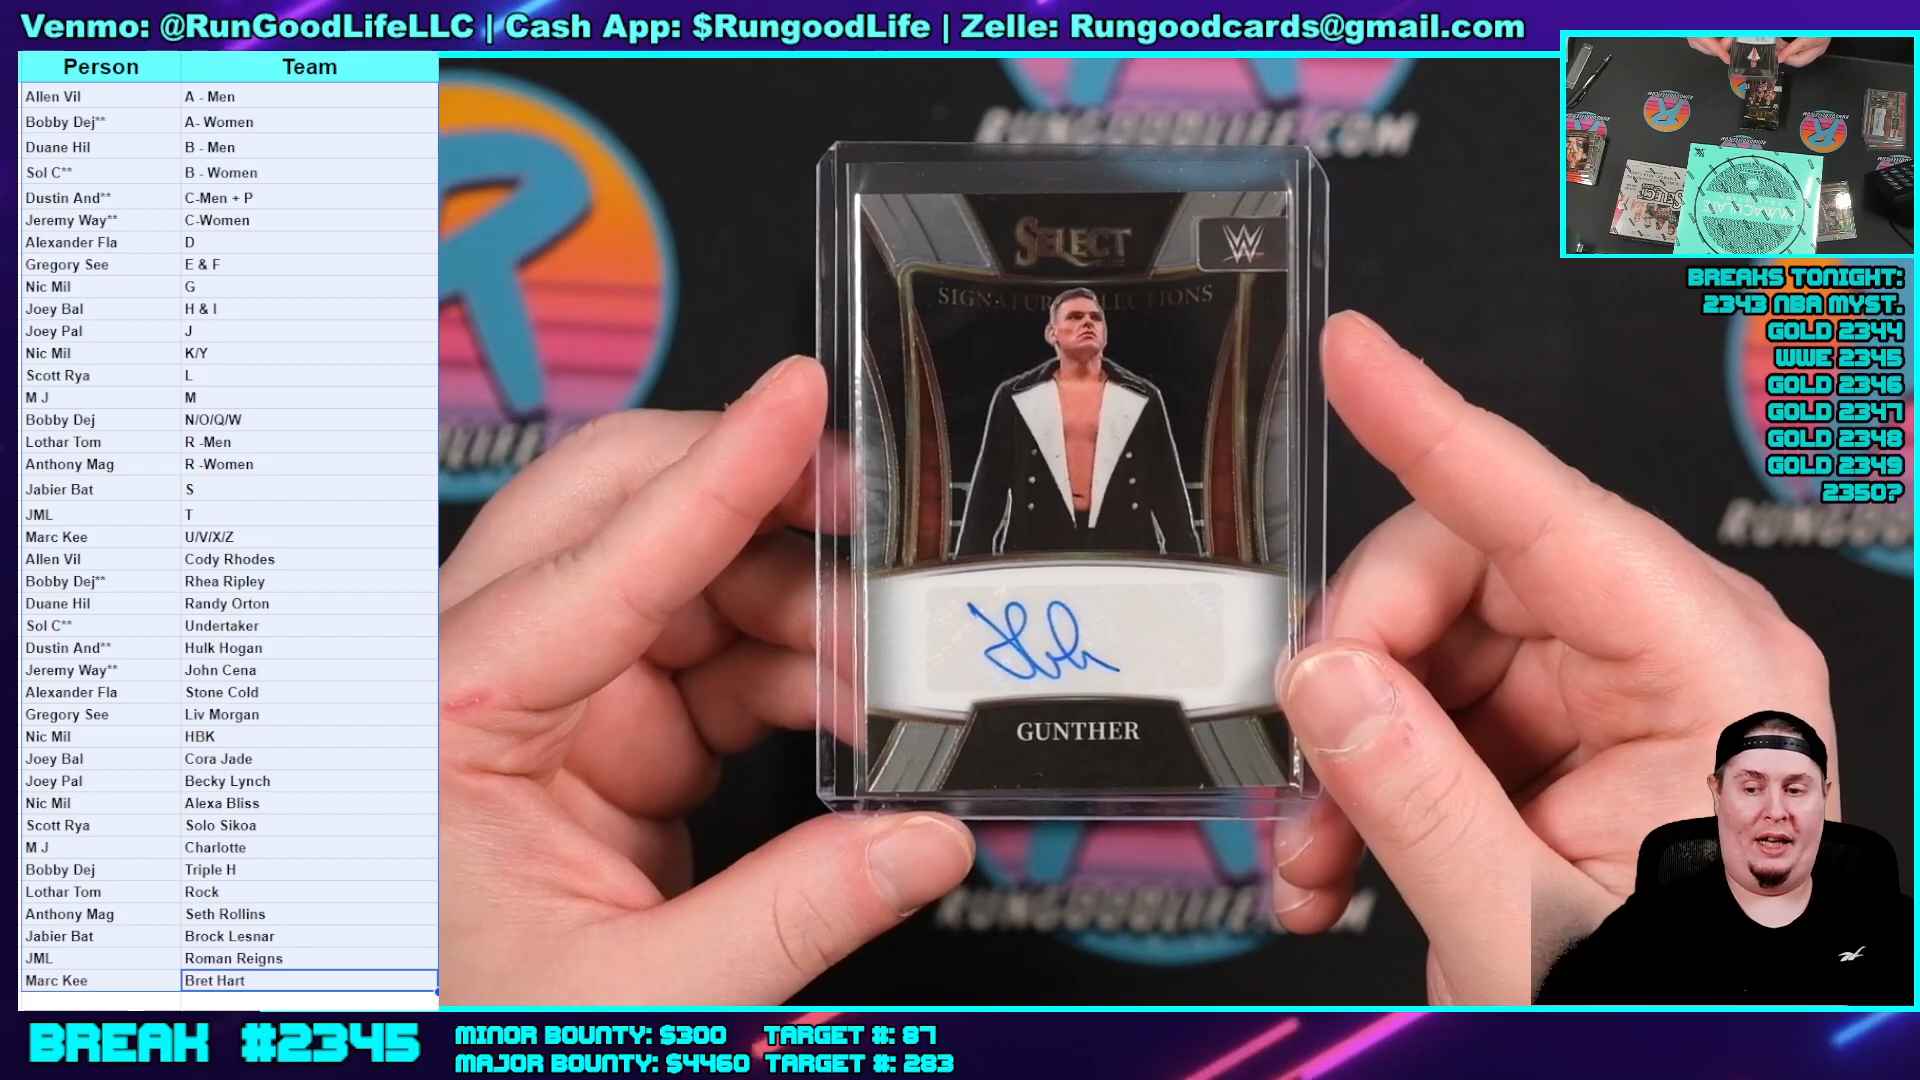 Venmo: @RunGoodLifeLLC | Cash App: $RungoodLife | Zelle: Rungoodcards@gmail.com
Person Team
Allen Vil A - Men
Bobby Dej** A- Women
Duane Hil B - Men
Sol C** B - Women
Dustin And** C-Men + P
Jeremy Way** C-Women
Alexander Fla D
Gregory See E & F
Nic Mil G
Joey Bal H & I
Joey Pal J
Nic Mil K/Y
Scott Rya L
M J M
Bobby Dej N/O/Q/W
Lothar Tom R -Men
Anthony Mag R -Women
Jabier Bat S
JML T
Marc Kee U/V/X/Z
Allen Vil Cody Rhodes
Bobby Dej** Rhea Ripley
Duane Hil Randy Orton
Sol C** Undertaker
Dustin And** Hulk Hogan
Jeremy Way** John Cena
Alexander Fla Stone Cold
Gregory See Liv Morgan
Nic Mil HBK
Joey Bal Cora Jade
Joey Pal Becky Lynch
Nic Mil Alexa Bliss
Scott Rya Solo Sikoa
M J Charlotte
Bobby Dej Triple H
Lothar Tom Rock
Anthony Mag Seth Rollins
Jabier Bat Brock Lesnar
JML Roman Reigns
Marc Kee Bret Hart
RUNGOODLIFE.COM
SELECT
W
GUNTHER
BREAKS TONIGHT:
2343 NBA MYST.
GOLD 2344
WWE 2345
GOLD 2346
GOLD 2347
GOLD 2348
GOLD 2349
2350?
BREAK #2345
MINOR BOUNTY: $300 TARGET #: 87
MAJOR BOUNTY: $4460 TARGET #: 283